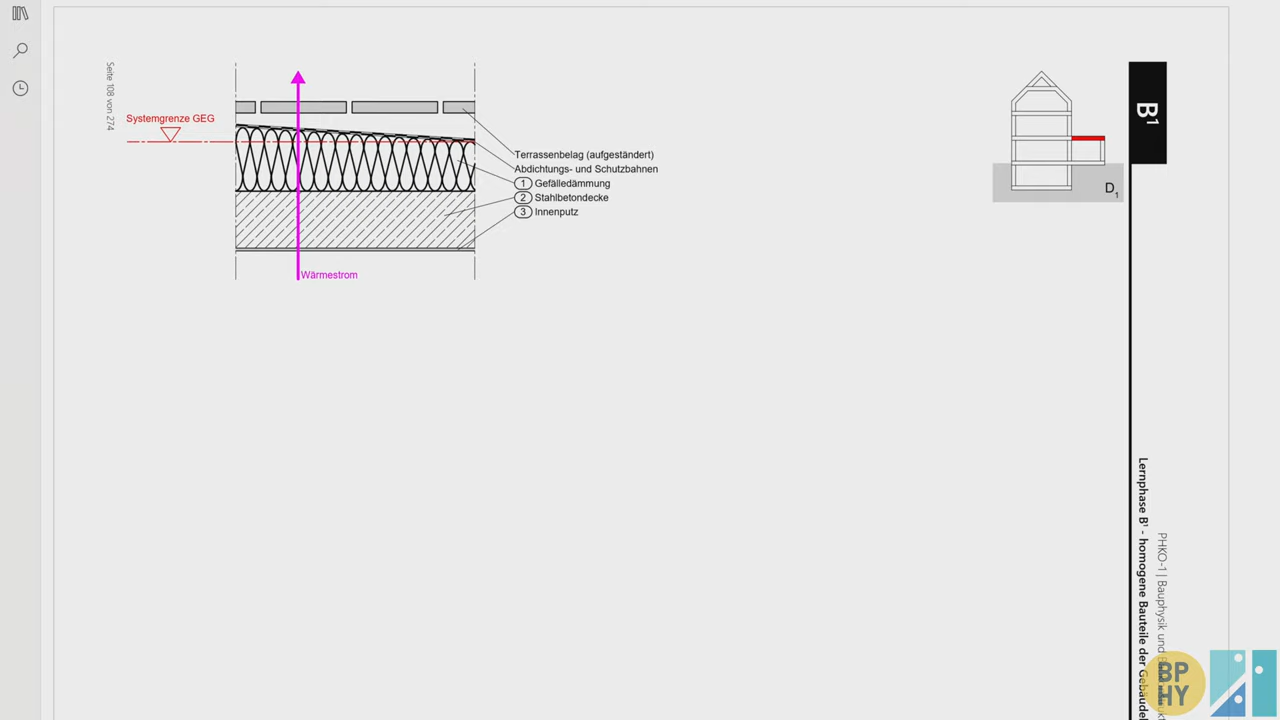 Seite 108 von 274
Systemgrenze GEG
Terrassenbelag (aufgeständert)
Abdichtungs- und Schutzbahnen
1 Gefälledämmung
2 Stahlbetondecke
3 Innenputz
Wärmestrom
D1
B1
Lernphase B1 - homogene Bauteile der
PHKO-1 | Bauphysik und
BP
HY